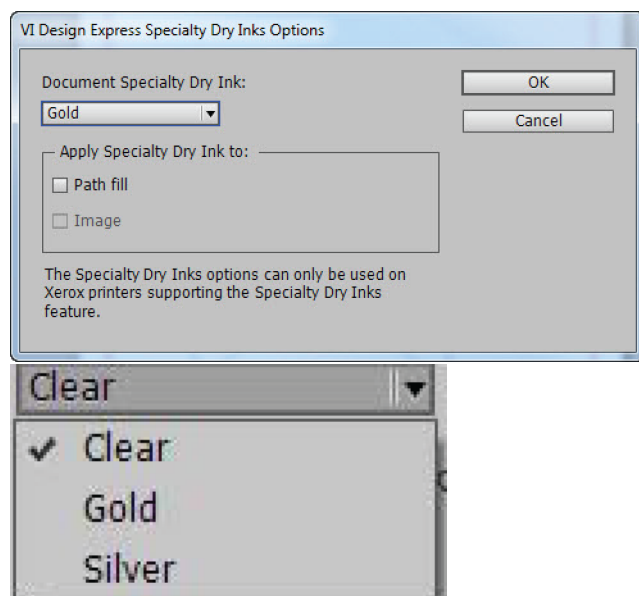 VI Design Express Specialty Dry Inks Options
Document Specialty Dry Ink:
OK
Gold
Cancel
Apply Specialty Dry Ink to:
Path fill
Image
The Specialty Dry Inks options can only be used on
Xerox printers supporting the Specialty Dry Inks
feature.
Clear
Clear
Gold
Silver